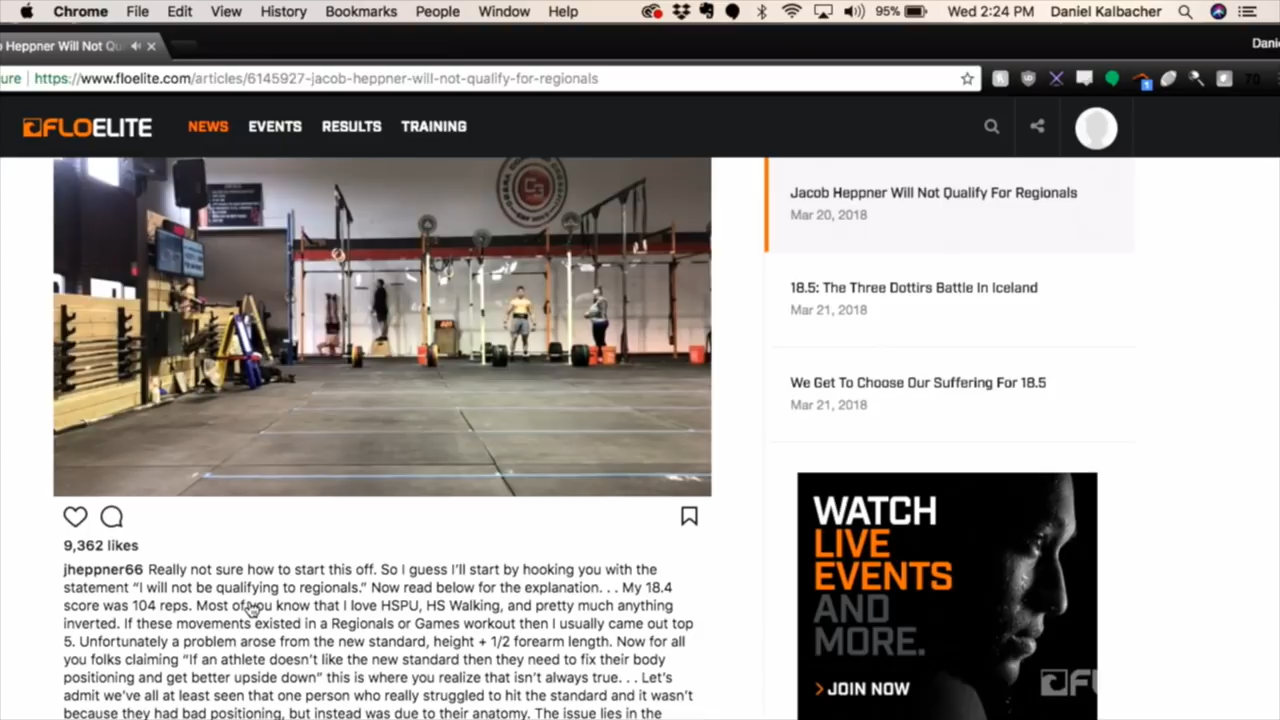 Chrome File Edit View History Bookmarks People Window Help 95% Wed 2:24 PM Daniel Kalbacher
Heppner Will Not Qu
Danie
ure https://www.floelite.com/articles/6145927-jacob-heppner-will-not-qualify-for-regionals
1
FLOELITE NEWS EVENTS RESULTS TRAINING
Jacob Heppner Will Not Qualify For Regionals
Mar 20, 2018
18.5: The Three Dottirs Battle In Iceland
Mar 21, 2018
We Get To Choose Our Suffering For 18.5
Mar 21, 2018
9,362 likes
jheppner66 Really not sure how to start this off. So I guess I'll start by hooking you with the
statement “I will not be qualifying to regionals.” Now read below for the explanation. . . My 18.4
score was 104 reps. Most of you know that I love HSPU, HS Walking, and pretty much anything
inverted. If these movements existed in a Regionals or Games workout then I usually came out top
5. Unfortunately a problem arose from the new standard, height + 1/2 forearm length. Now for all
you folks claiming “If an athlete doesn’t like the new standard then they need to fix their body
positioning and get better upside down” this is where you realize that isn’t always true. . . Let’s
admit we’ve all at least seen that one person who really struggled to hit the standard and it wasn’t
because they had bad positioning, but instead was due to their anatomy. The issue lies in the
WATCH
LIVE
EVENTS
AND
MORE.
JOIN NOW